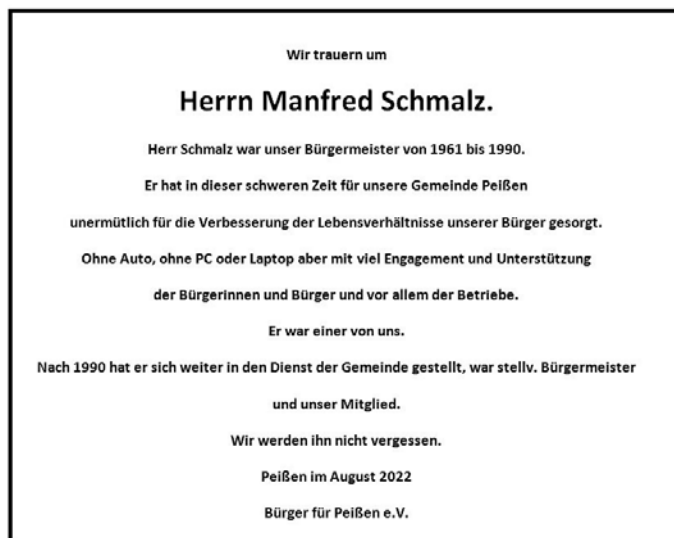 Wir trauern um
Herrn Manfred Schmalz.
Herr Schmalz war unser Bürgermeister von 1961 bis 1990.
Er hat in dieser schweren Zeit für unsere Gemeinde Peißen
unermütlich für die Verbesserung der Lebensverhältnisse unserer Bürger gesorgt.
Ohne Auto, ohne PC oder Laptop aber mit viel Engagement und Unterstützung
der Bürgerinnen und Bürger und vor allem der Betriebe.
Er war einer von uns.
Nach 1990 hat er sich weiter in den Dienst der Gemeinde gestellt, war stellv. Bürgermeister
und unser Mitglied.
Wir werden ihn nicht vergessen.
Peißen im August 2022
Bürger für Peißen e.V.